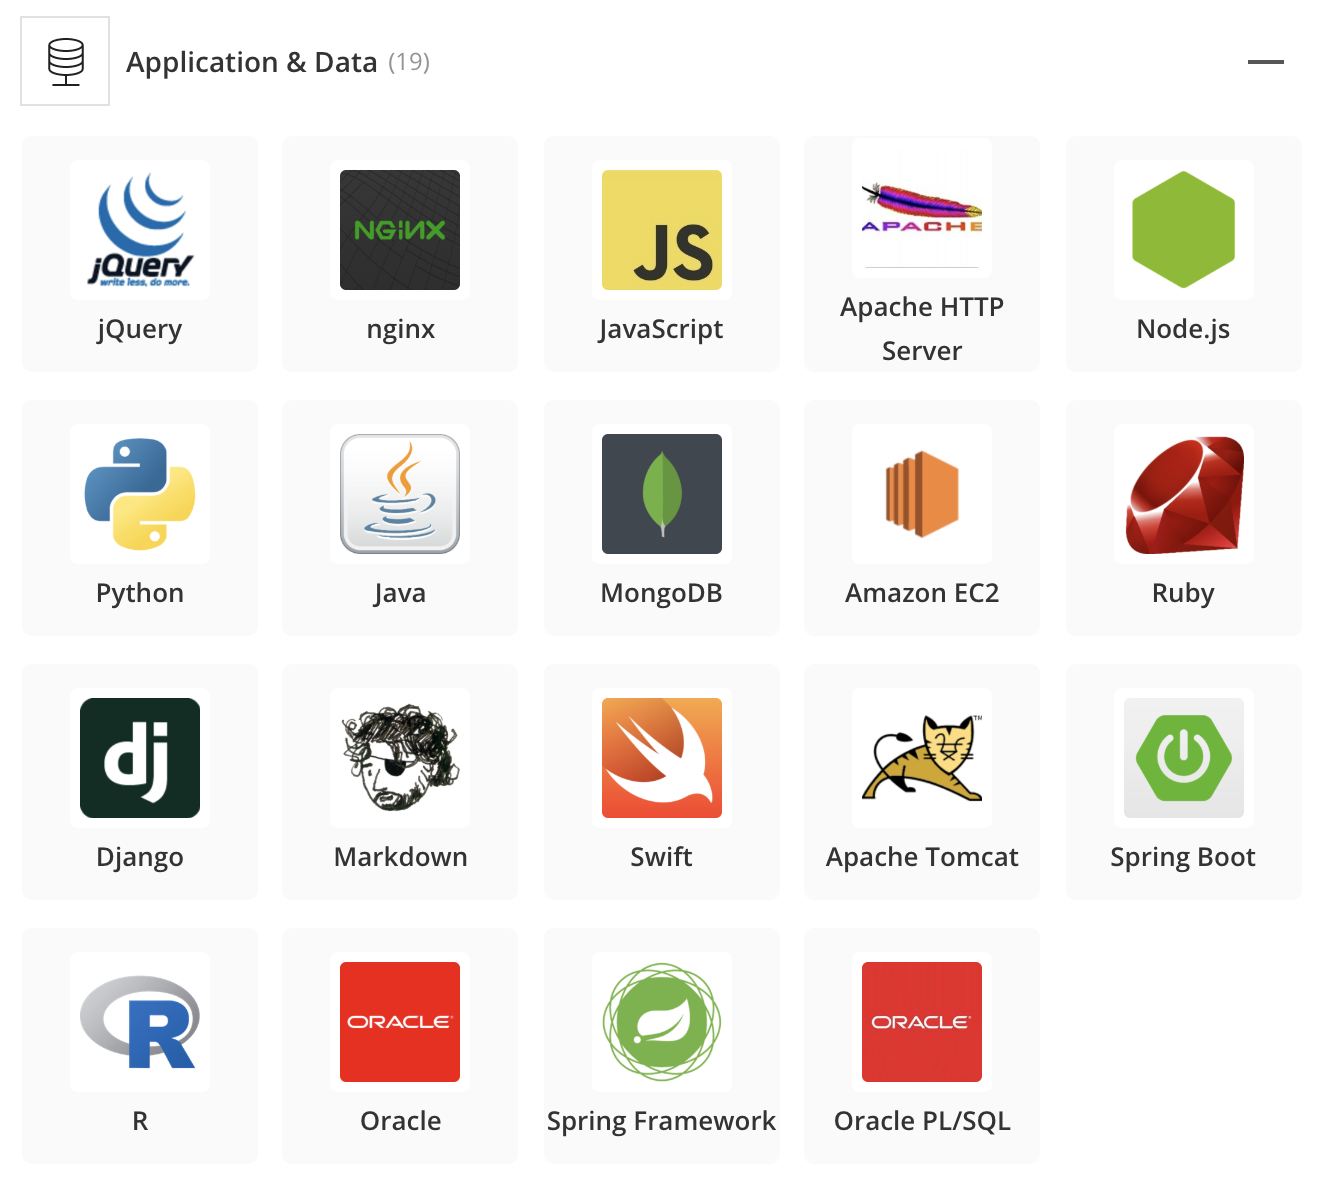 Application & Data (19)
jQuery
write less, do more.
NGINX
JS
APACHE
jQuery
nginx
JavaScript
Apache HTTP
Server
Node.js
Python
Java
MongoDB
Amazon EC2
Ruby
dj
TM
Django
Markdown
Swift
Apache Tomcat
Spring Boot
R
ORACLE
ORACLE
R
Oracle
Spring Framework
Oracle PL/SQL